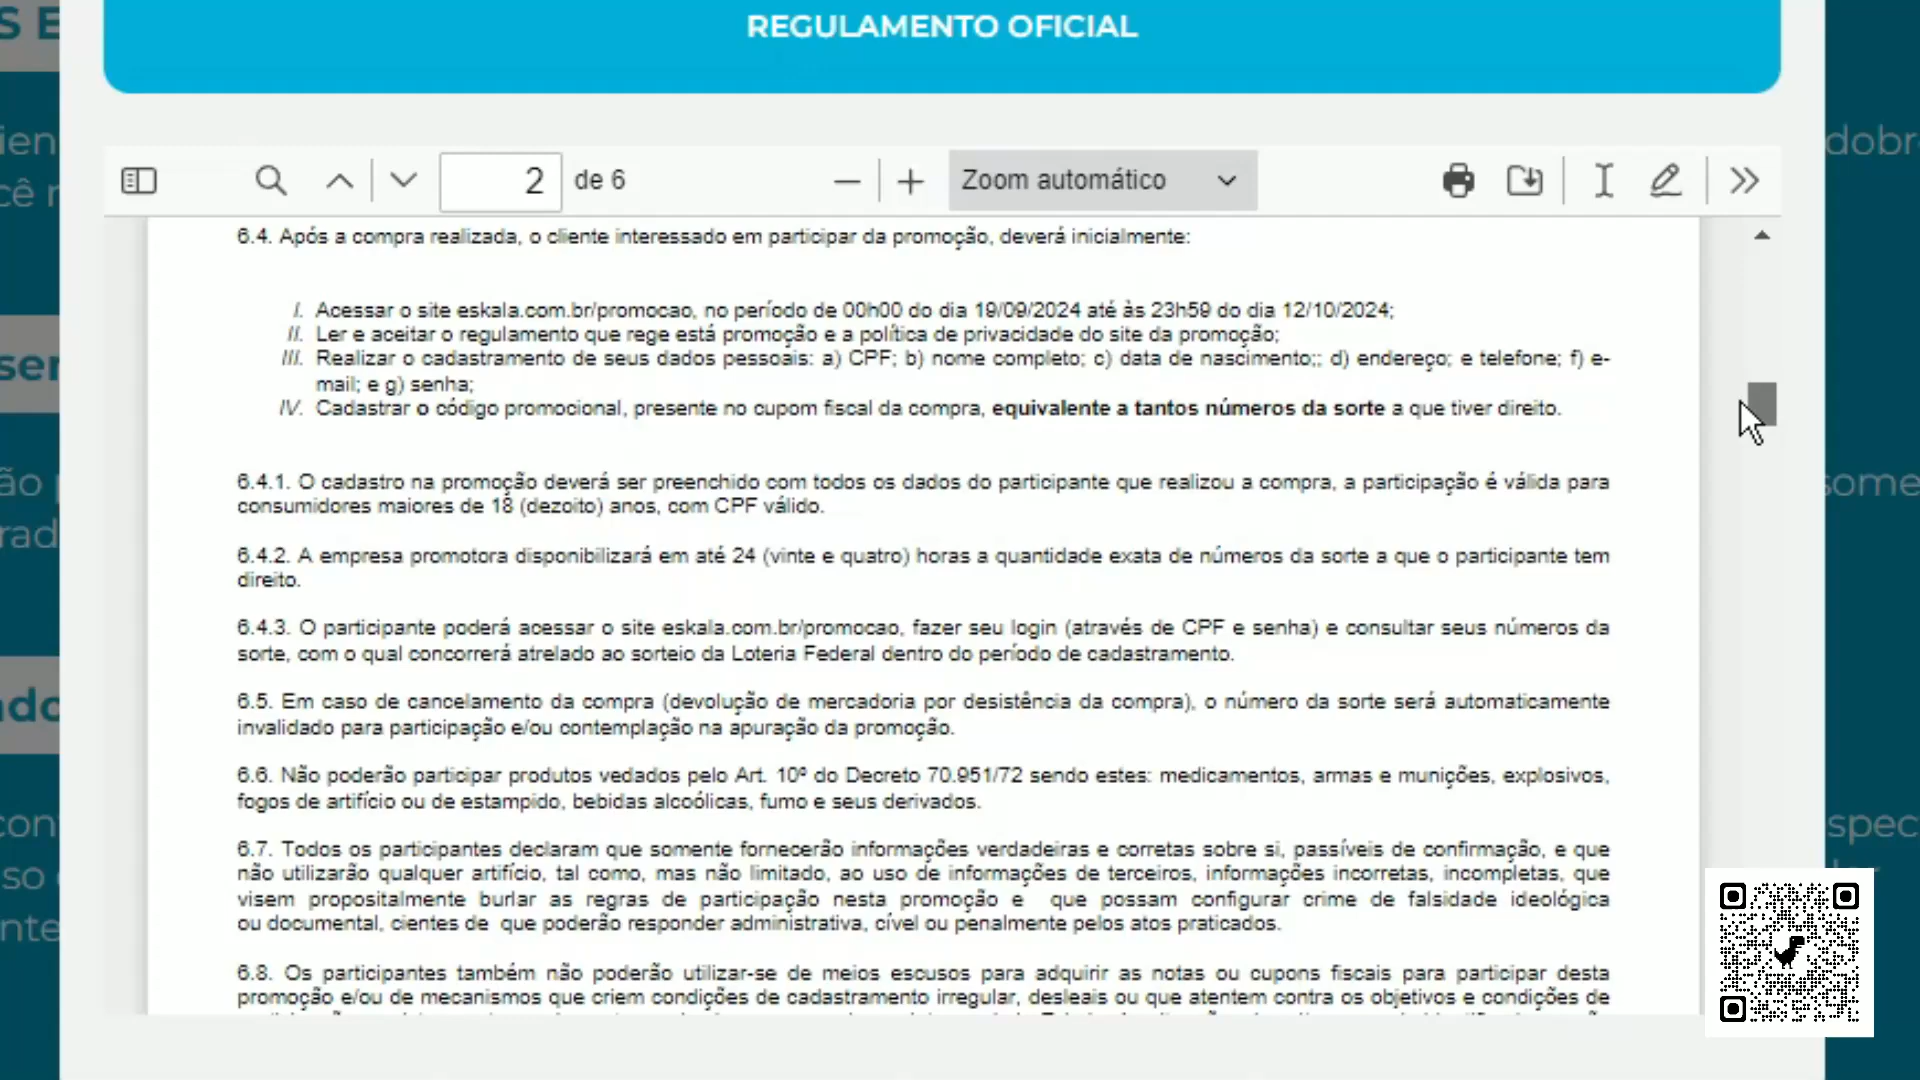 REGULAMENTO OFICIAL
2 de 6
Zoom automático
6.4. Após a compra realizada, o cliente interessado em participar da promoção, deverá inicialmente:
I. Acessar o site eskala.com.br/promocao, no período de 00h00 do dia 19/09/2024 até às 23h59 do dia 12/10/2024;
II. Ler e aceitar o regulamento que rege está promoção e a política de privacidade do site da promoção;
III. Realizar o cadastramento de seus dados pessoais: a) CPF; b) nome completo; c) data de nascimento;; d) endereço; e telefone; f) e-
mail; e g) senha;
IV. Cadastrar o código promocional, presente no cupom fiscal da compra, equivalente a tantos números da sorte a que tiver direito.
6.4.1. O cadastro na promoção deverá ser preenchido com todos os dados do participante que realizou a compra, a participação é válida para
consumidores maiores de 18 (dezoito) anos, com CPF válido.
6.4.2. A empresa promotora disponibilizará em até 24 (vinte e quatro) horas a quantidade exata de números da sorte a que o participante tem
direito.
6.4.3. O participante poderá acessar o site eskala.com.br/promocao, fazer seu login (através de CPF e senha) e consultar seus números da
sorte, com o qual concorrerá atrelado ao sorteio da Loteria Federal dentro do período de cadastramento.
6.5. Em caso de cancelamento da compra (devolução de mercadoria por desistência da compra), o número da sorte será automaticamente
invalidado para participação e/ou contemplação na apuração da promoção.
6.6. Não poderão participar produtos vedados pelo Art. 10º do Decreto 70.951/72 sendo estes: medicamentos, armas e munições, explosivos,
fogos de artifício ou de estampido, bebidas alcoólicas, fumo e seus derivados.
6.7. Todos os participantes declaram que somente fornecerão informações verdadeiras e corretas sobre si, passíveis de confirmação, e que
não utilizarão qualquer artifício, tal como, mas não limitado, ao uso de informações de terceiros, informações incorretas, incompletas, que
visem propositalmente burlar as regras de participação nesta promoção e que possam configurar crime de falsidade ideológica
ou documental, cientes de que poderão responder administrativa, cível ou penalmente pelos atos praticados.
6.8. Os participantes também não poderão utilizar-se de meios escusos para adquirir as notas ou cupons fiscais para participar desta
promoção e/ou de mecanismos que criem condições de cadastramento irregular, desleais ou que atentem contra os objetivos e condições de